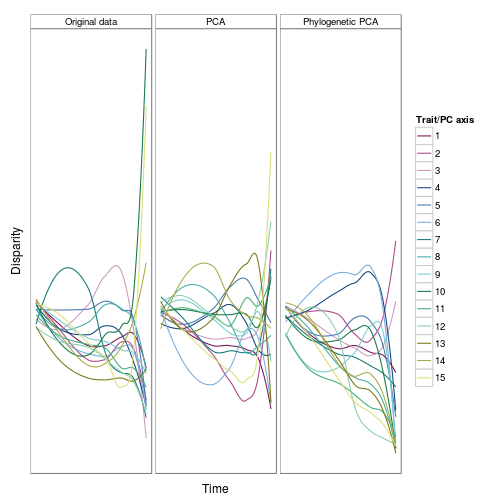 Original data
PCA
Phylogenetic PCA
Disparity
Time
Trait/PC axis
1
2
3
4
5
6
7
8
9
10
11
12
13
14
15